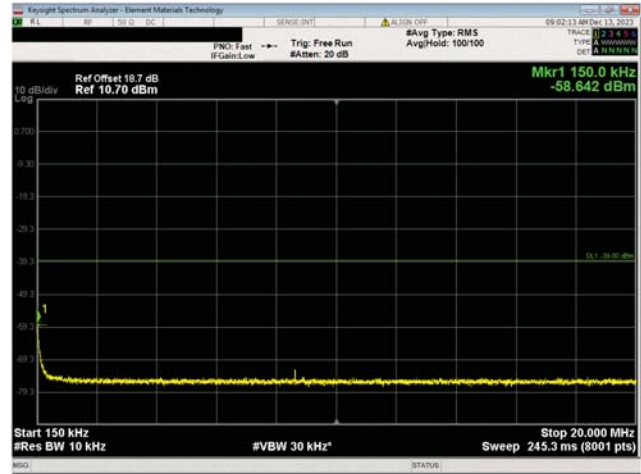 Keysight Spectrum Analyzer - Element Materials Technology
RL RF 50 Ω DC SENSE:INT ALIGN OFF 09:02:13 AM Dec 13, 2023
PNO: Fast Trig: Free Run #Avg Type: RMS TRACE 1 2 3 4 5 6
IFGain:Low #Atten: 20 dB Avg|Hold: 100/100 TYPE A WWWWW
DET A N N N N N
Mkr1 150.0 kHz
Ref Offset 18.7 dB
10 dB/div Ref 10.70 dBm -58.642 dBm
Log
0.700
-9.30
-19.3
-29.3
DL1 -39.00 dBm
-39.3
-49.3
1
-59.3
-69.3
-79.3
Start 150 kHz Stop 20.000 MHz
#Res BW 10 kHz #VBW 30 kHz* Sweep 245.3 ms (8001 pts)
MSG STATUS